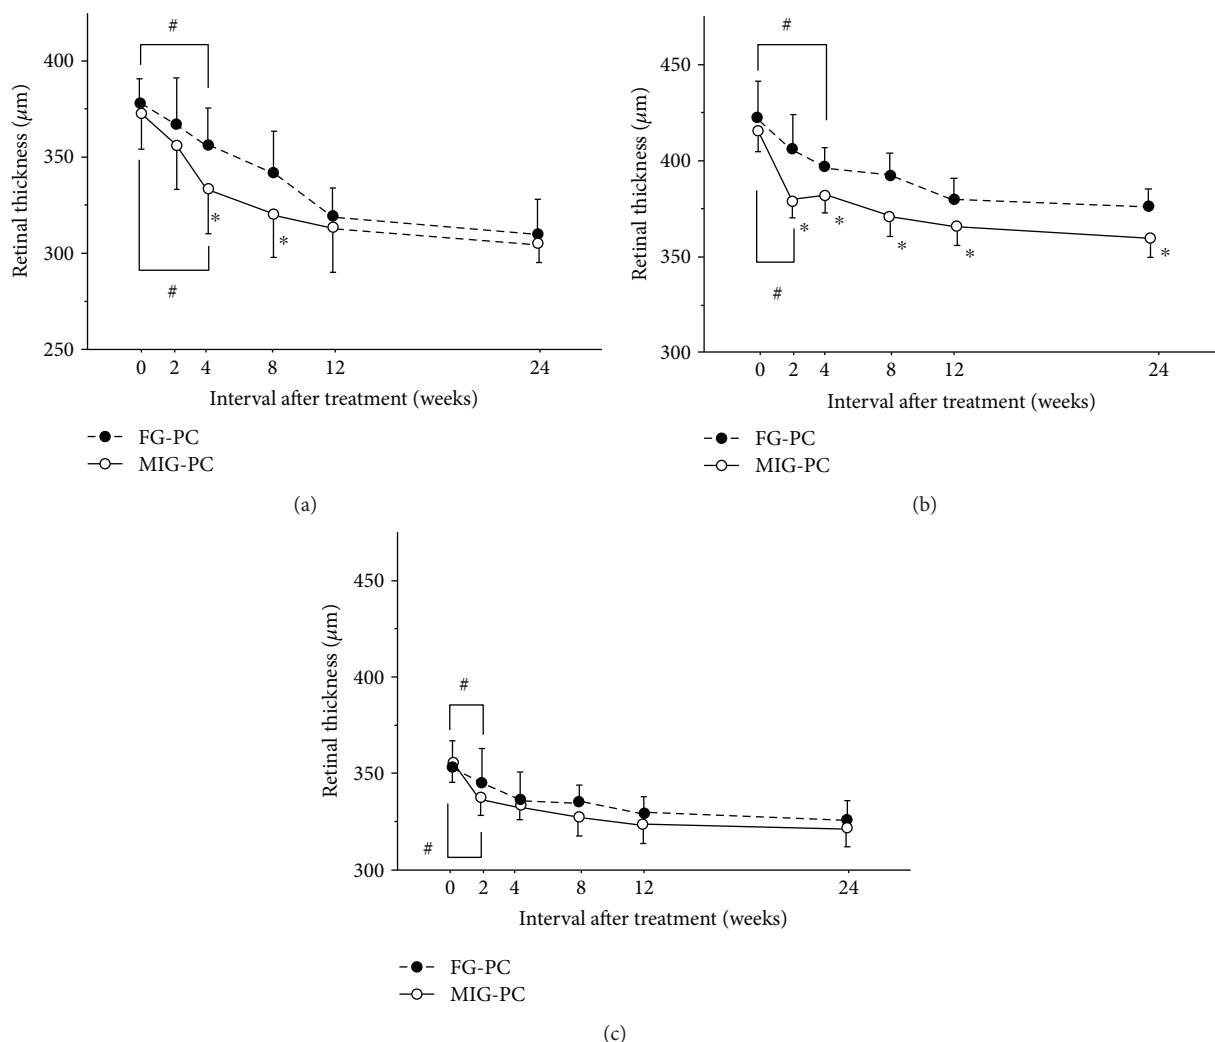 #
400
350
300
250
Retinal thickness (μm)
*
*
#
0 2 4 8 12 24
Interval after treatment (weeks)
FG-PC
MIG-PC
(a)
#
450
400
350
300
Retinal thickness (μm)
* * * * *
#
0 2 4 8 12 24
Interval after treatment (weeks)
FG-PC
MIG-PC
(b)
450
400
350
300
Retinal thickness (μm)
#
#
0 2 4 8 12 24
Interval after treatment (weeks)
FG-PC
MIG-PC
(c)